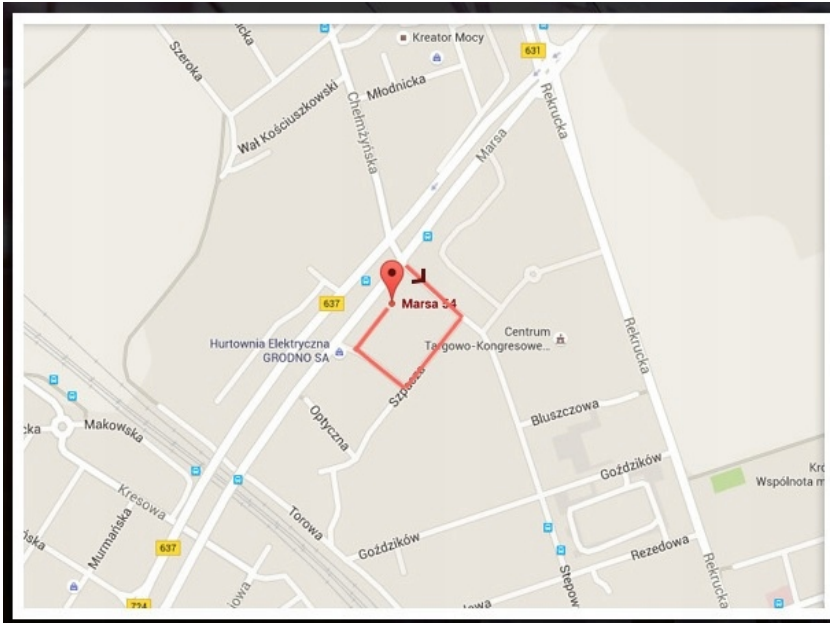 Kreator Mocy
Szeroka
Młodnicka
631
Wał Kościuszkowski
Chełmżyńska
Marsa
Rekrucka
637
Marsa 54
Hurtownia Elektryczna
GRODNO SA
Centrum
Targowo-Kongresowe...
Rekrucka
Szpacza
Optyczna
Bluszczowa
Makowska
Goździków
Kresowa
Wspólnota m
Torowa
Murmańska
637
Goździków
Rezedowa
Rekrucka
724